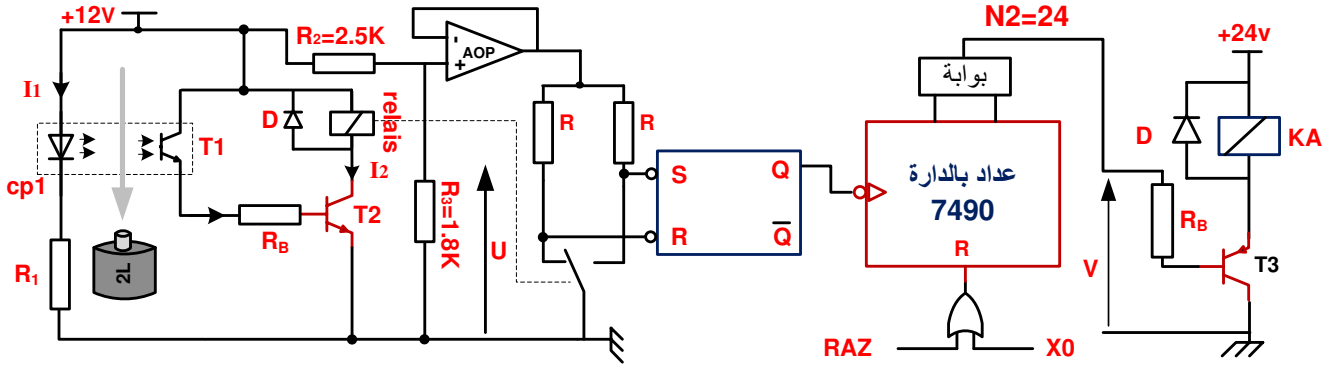 +12V
I1
cp1
R1
2L
T1
RB
D
relais
I2
T2
R2=2.5K
R3=1.8K
-
+
AOP
U
R
R
S
R
Q
Q̅
N2=24
بوابة
عداد بالدارة
7490
R
RAZ
X0
+24v
D
KA
RB
V
T3